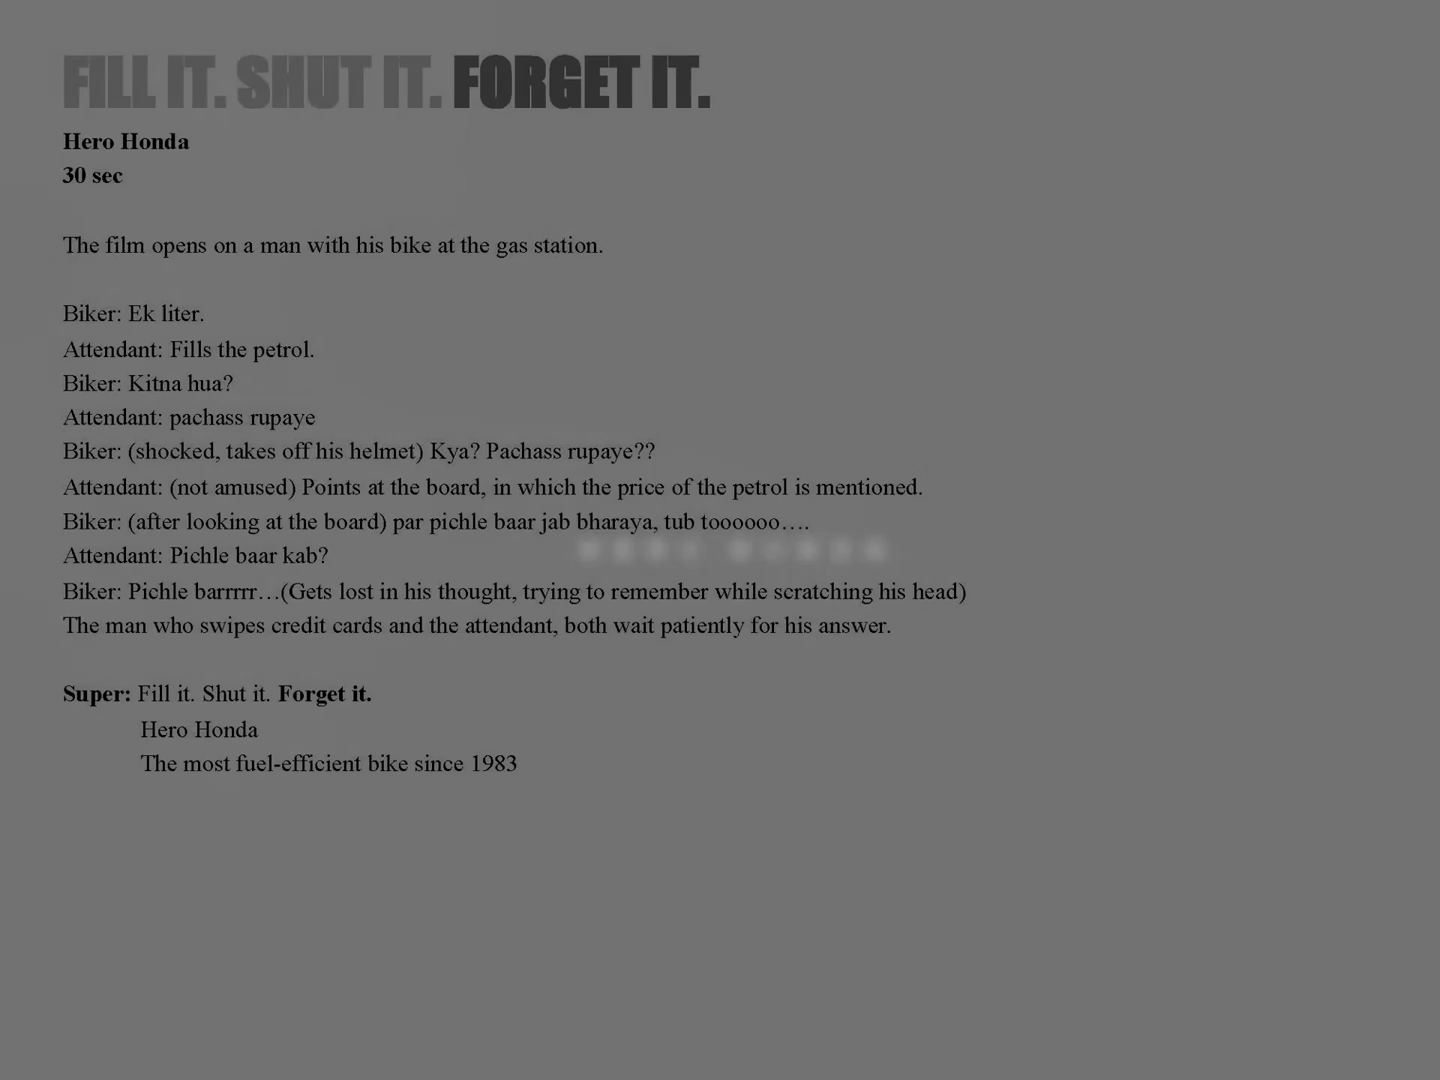 FILL IT. SHUT IT. FORGET IT.
Hero Honda
30 sec
The film opens on a man with his bike at the gas station.
Biker: Ek liter.
Attendant: Fills the petrol.
Biker: Kitna hua?
Attendant: pachass rupaye
Biker: (shocked, takes off his helmet) Kya? Pachass rupaye??
Attendant: (not amused) Points at the board, in which the price of the petrol is mentioned.
Biker: (after looking at the board) par pichle baar jab bharaya, tub toooooo….
Attendant: Pichle baar kab?
Biker: Pichle barrrrr…(Gets lost in his thought, trying to remember while scratching his head)
The man who swipes credit cards and the attendant, both wait patiently for his answer.
Super: Fill it. Shut it. Forget it.
Hero Honda
The most fuel-efficient bike since 1983